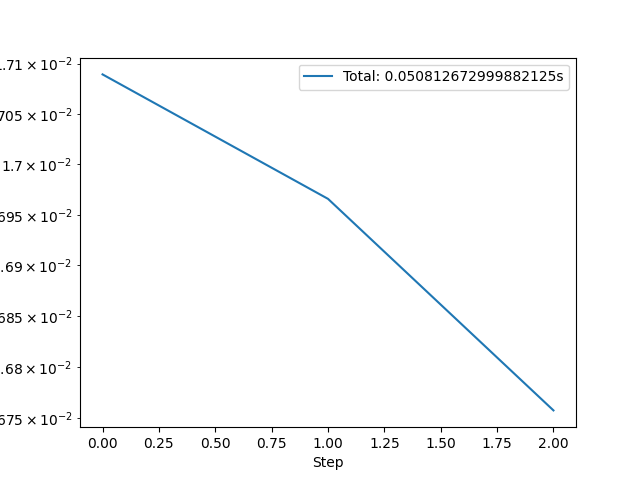 Total: 0.050812672999882125s
.71 × 10⁻²
705 × 10⁻²
1.7 × 10⁻²
695 × 10⁻²
.69 × 10⁻²
685 × 10⁻²
.68 × 10⁻²
675 × 10⁻²
0.00 0.25 0.50 0.75 1.00 1.25 1.50 1.75 2.00
Step